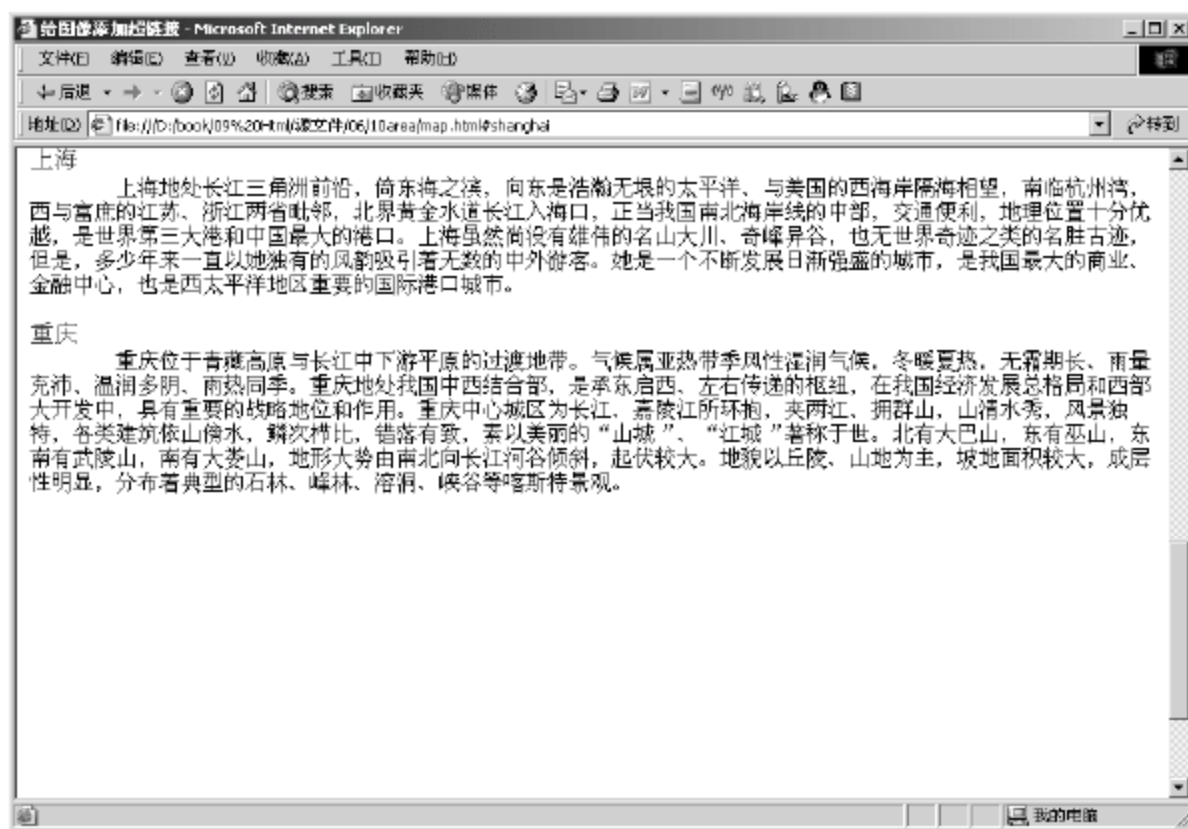 给图像添加超链接 - Microsoft Internet Explorer
文件(F) 编辑(E) 查看(V) 收藏(A) 工具(T) 帮助(H)
后退 搜索 收藏夹 媒体
地址(D) file://D:/book/09%20Html/源文件/06/10area/map.html#shanghai 转到
上海
上海地处长江三角洲前沿，倚东海之滨，向东是浩瀚无垠的太平洋、与美国的西海岸隔海相望，南临杭州湾，
西与富庶的江苏、浙江两省毗邻，北界黄金水道长江入海口，正当我国南北海岸线的中部，交通便利，地理位置十分优
越，是世界第三大港和中国最大的港口。上海虽然尚没有雄伟的名山大川、奇峰异谷，也无世界奇迹之类的名胜古迹，
但是，多少年来一直以她独有的风韵吸引着无数的中外游客。她是一个不断发展日渐强盛的城市，是我国最大的商业、
金融中心，也是西太平洋地区重要的国际港口城市。
重庆
重庆位于青藏高原与长江中下游平原的过渡地带。气候属亚热带季风性湿润气候，冬暖夏热，无霜期长、雨量
充沛、温润多阴、雨热同季。重庆地处我国中西结合部，是承东启西、左右传递的枢纽，在我国经济发展总格局和西部
大开发中，具有重要的战略地位和作用。重庆中心城区为长江、嘉陵江所环抱，夹两江、拥群山，山清水秀，风景独
特，各类建筑依山傍水，鳞次栉比，错落有致，素以美丽的“山城”、“江城”著称于世。北有大巴山，东有巫山，东
南有武陵山，南有大娄山，地形大势由南北向长江河谷倾斜，起伏较大。地貌以丘陵、山地为主，坡地面积较大，成层
性明显，分布着典型的石林、峰林、溶洞、峡谷等喀斯特景观。
我的电脑